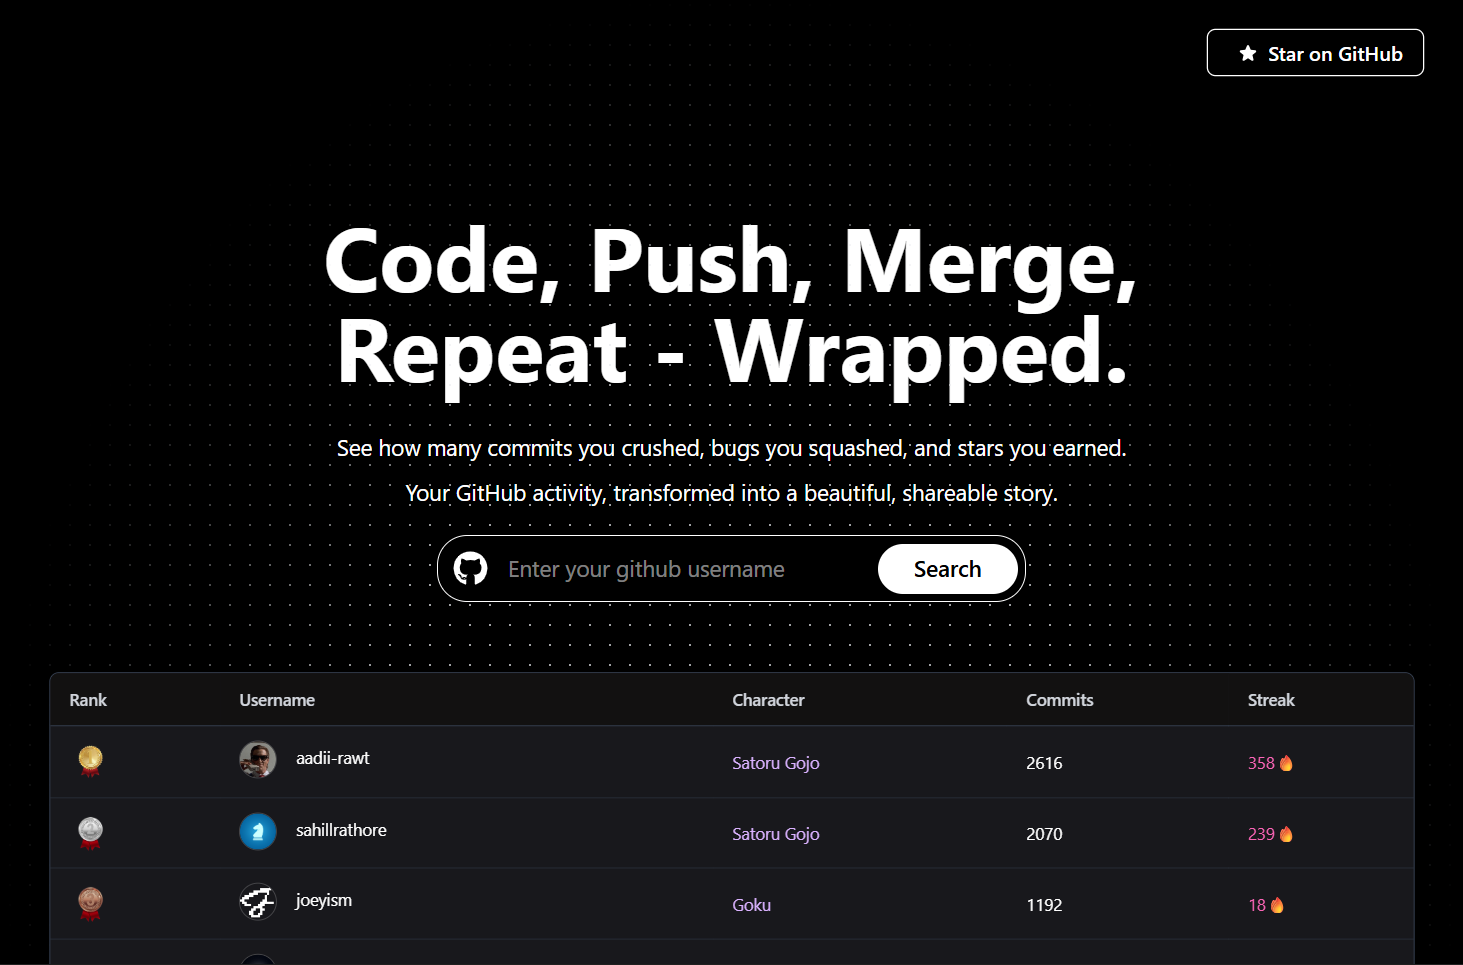 Star on GitHub
Code, Push, Merge,
Repeat - Wrapped.
See how many commits you crushed, bugs you squashed, and stars you earned.
Your GitHub activity, transformed into a beautiful, shareable story.
Enter your github username Search
Rank Username Character Commits Streak
aadii-rawt Satoru Gojo 2616 358
sahillrathore Satoru Gojo 2070 239
joeyism Goku 1192 18